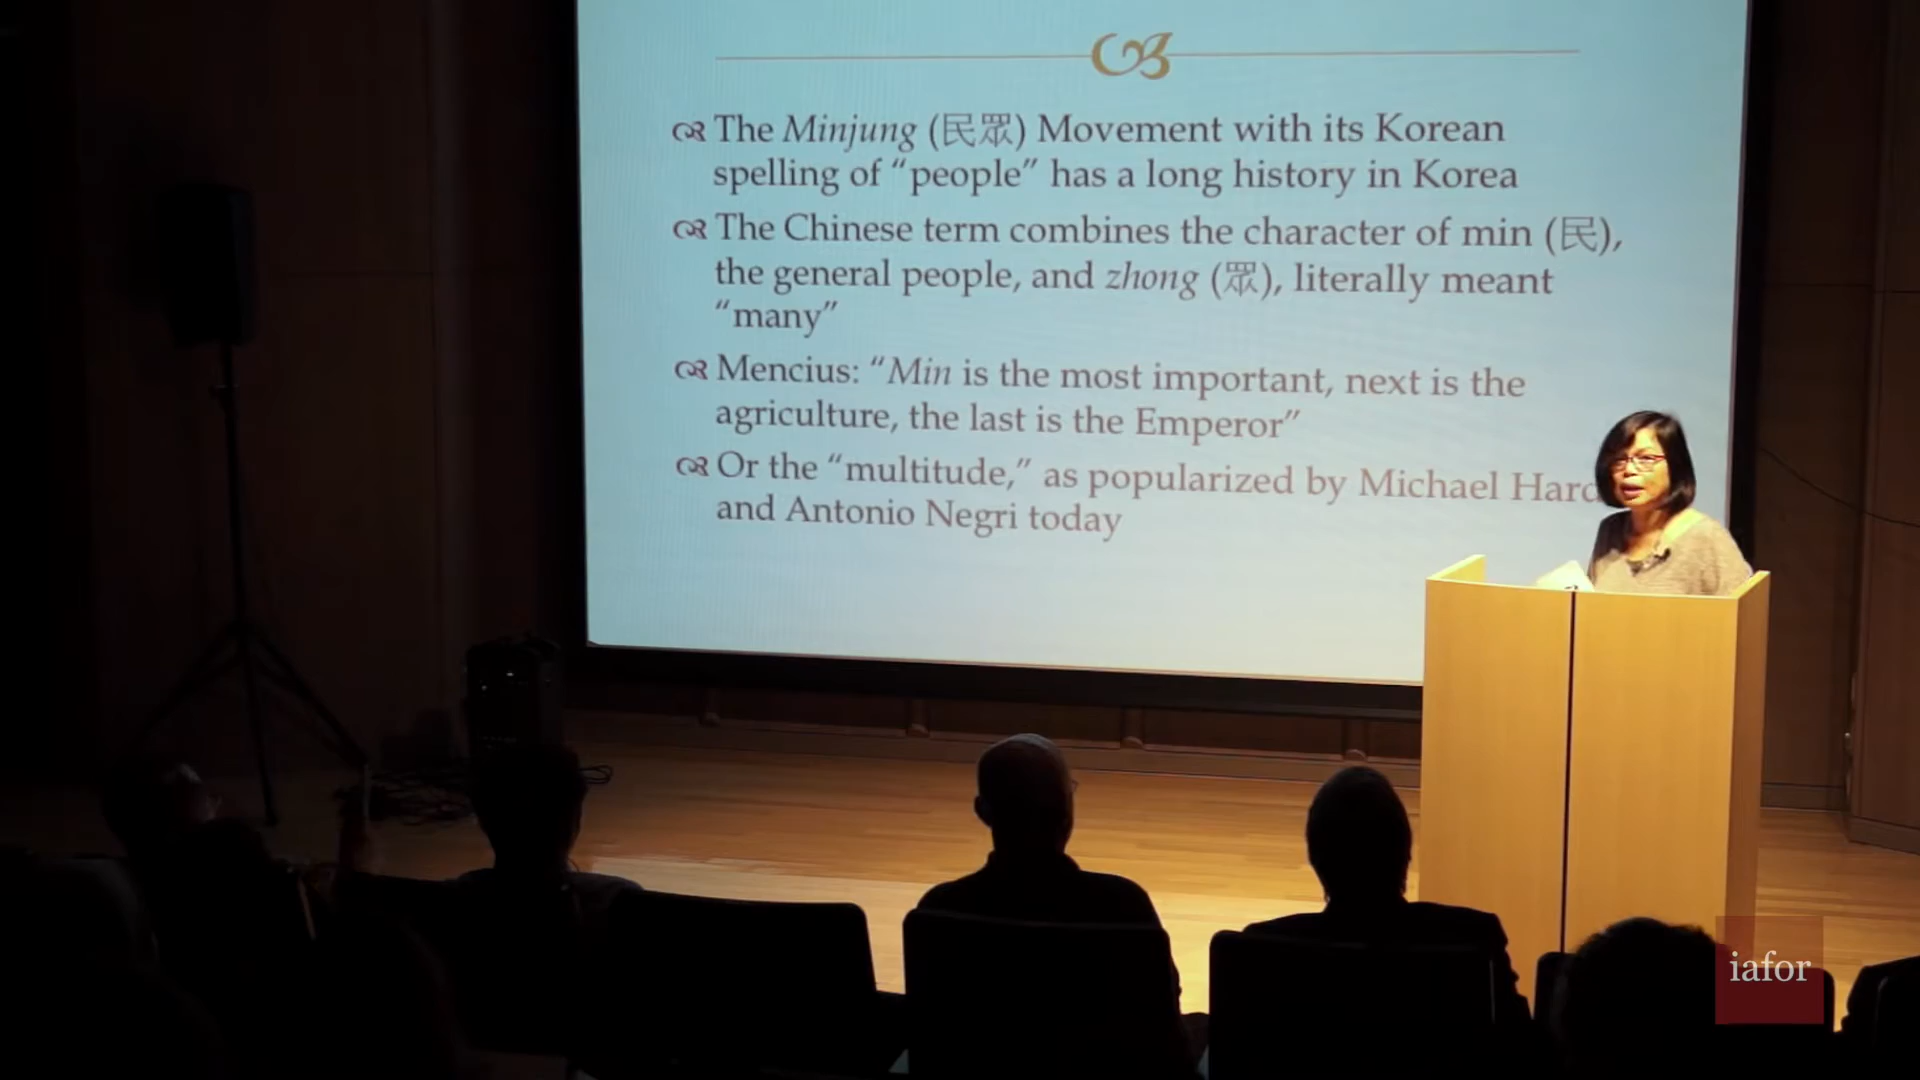 The Minjung (民眾) Movement with its Korean
spelling of “people” has a long history in Korea
The Chinese term combines the character of min (民),
the general people, and zhong (眾), literally meant
“many”
Mencius: “Min is the most important, next is the
agriculture, the last is the Emperor”
Or the “multitude,” as popularized by Michael
and Antonio Negri today
iafor